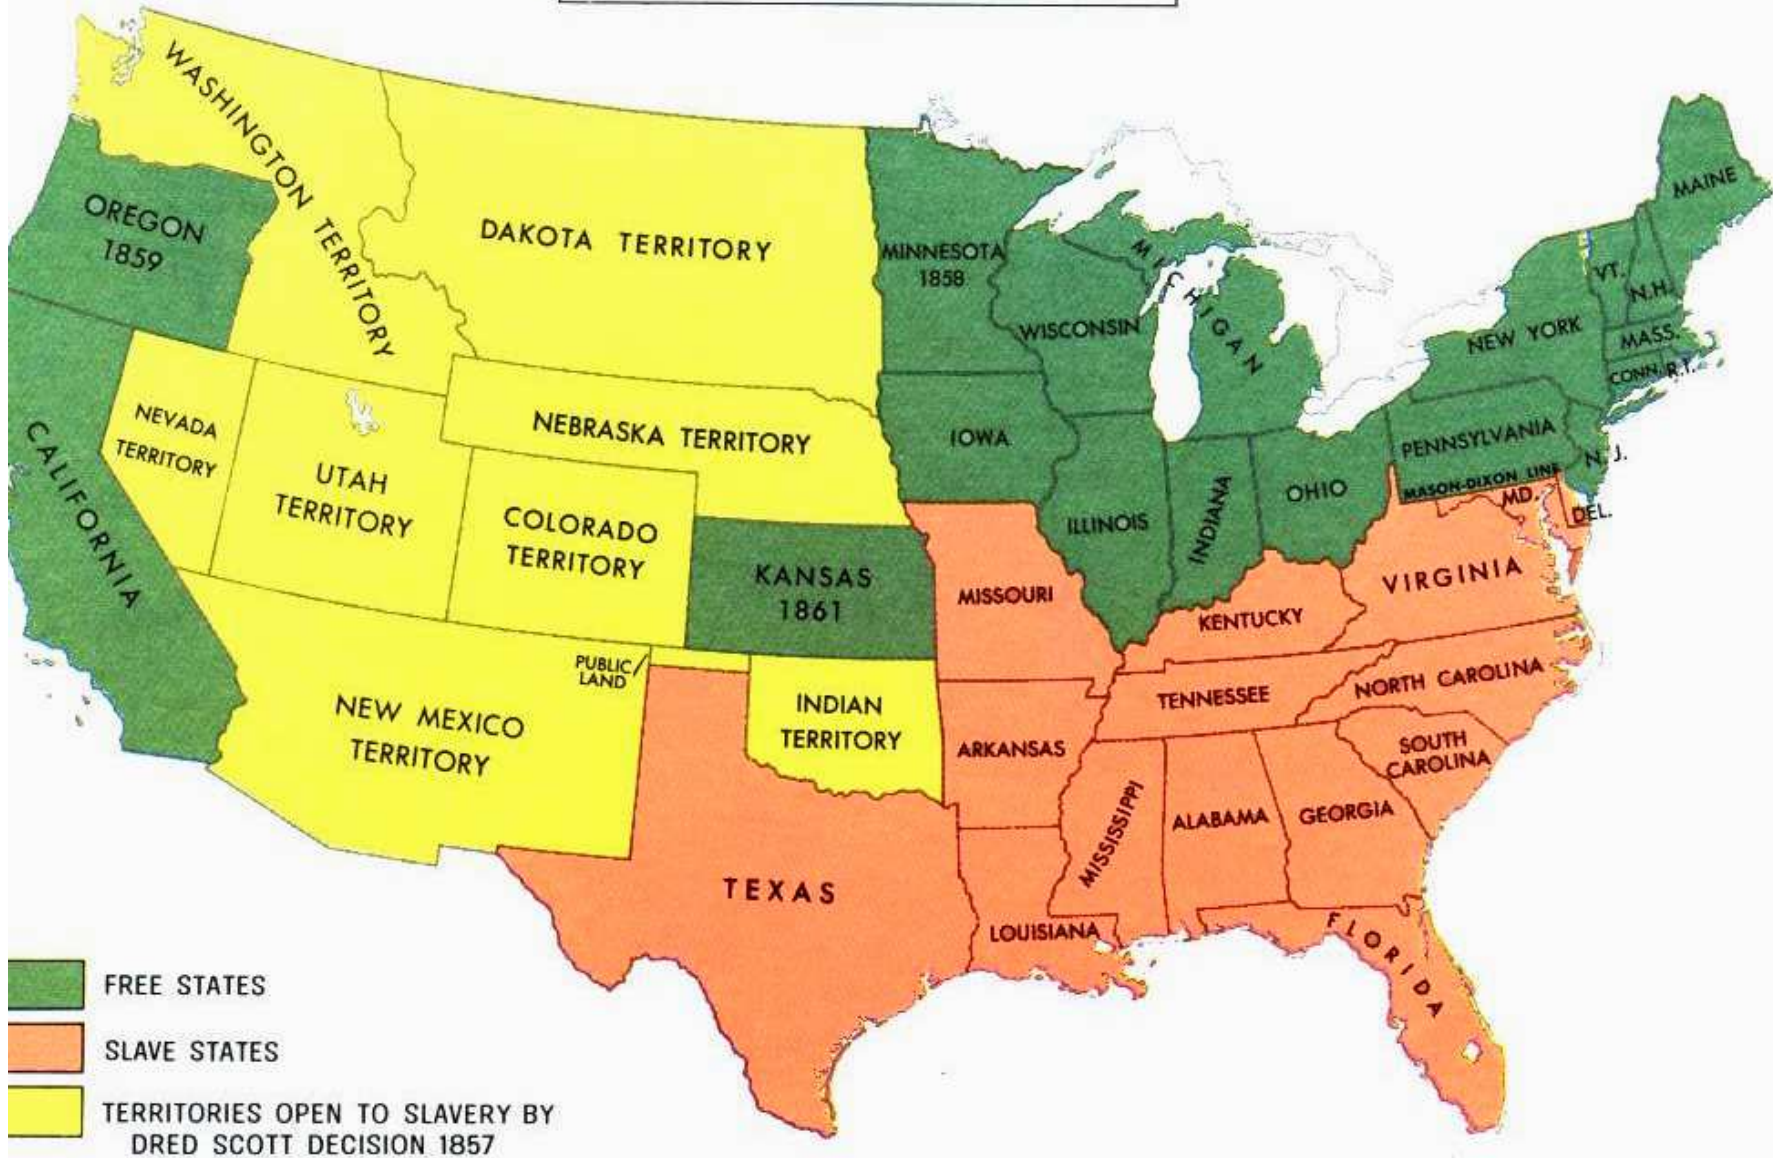 WASHINGTON TERRITORY
OREGON
1859
DAKOTA TERRITORY
MINNESOTA
1858
WISCONSIN
MICHIGAN
MAINE
VT.
N.H.
NEW YORK
MASS.
CONN.
R.I.
CALIFORNIA
NEVADA
TERRITORY
UTAH
TERRITORY
NEBRASKA TERRITORY
COLORADO
TERRITORY
KANSAS
1861
IOWA
ILLINOIS
INDIANA
OHIO
PENNSYLVANIA
MASON-DIXON LINE
N. J.
MD.
DEL.
MISSOURI
KENTUCKY
VIRGINIA
NEW MEXICO
TERRITORY
PUBLIC
LAND
INDIAN
TERRITORY
ARKANSAS
TENNESSEE
NORTH CAROLINA
SOUTH
CAROLINA
TEXAS
LOUISIANA
MISSISSIPPI
ALABAMA
GEORGIA
FLORIDA
FREE STATES
SLAVE STATES
TERRITORIES OPEN TO SLAVERY BY
DRED SCOTT DECISION 1857